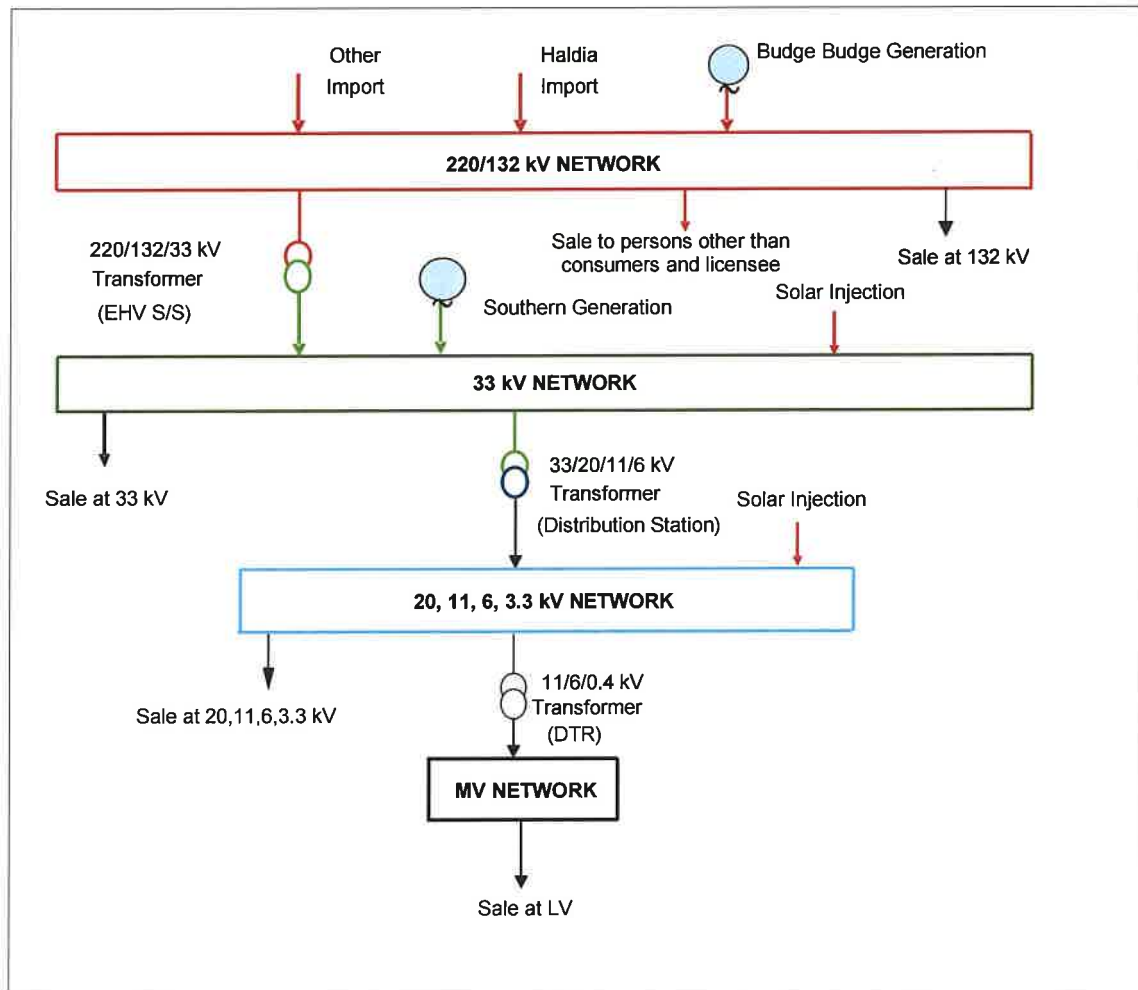 Other
Import
Haldia
Import
Budge Budge Generation
220/132 kV NETWORK
220/132/33 kV
Transformer
(EHV S/S)
Sale to persons other than
consumers and licensee
Sale at 132 kV
Southern Generation
Solar Injection
33 kV NETWORK
Sale at 33 kV
33/20/11/6 kV
Transformer
(Distribution Station)
Solar Injection
20, 11, 6, 3.3 kV NETWORK
Sale at 20,11,6,3.3 kV
11/6/0.4 kV
Transformer
(DTR)
MV NETWORK
Sale at LV